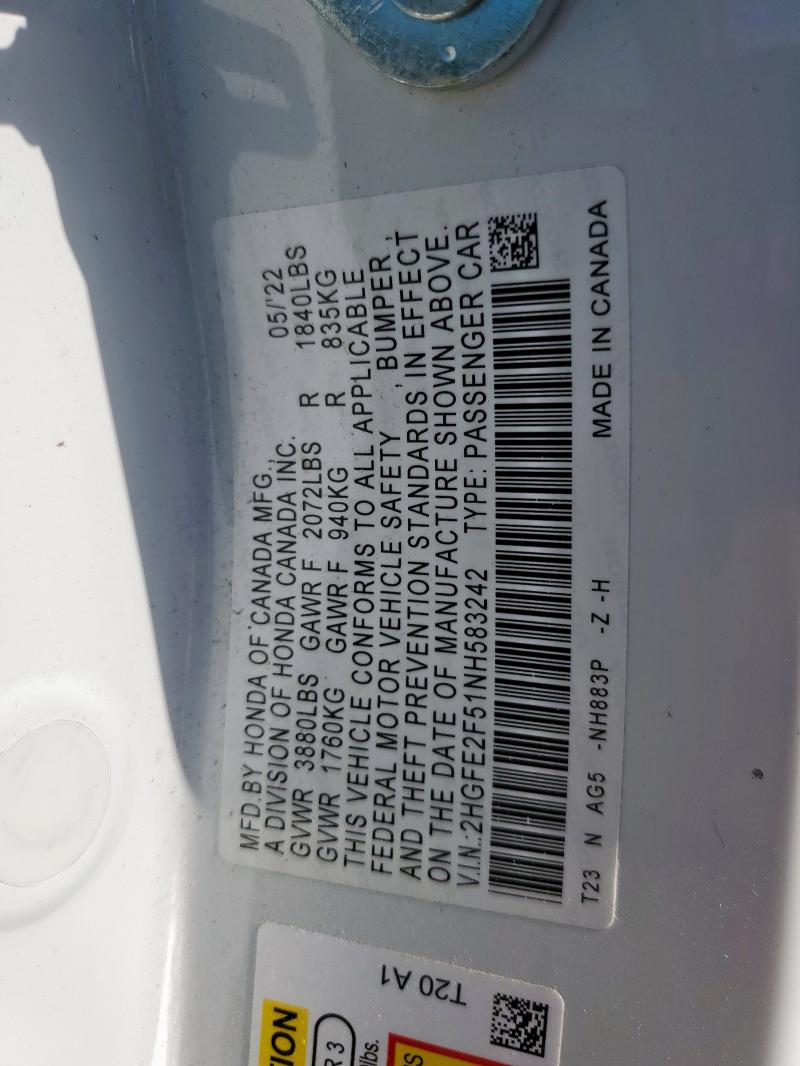 MFD.BY HONDA OF CANADA MFG.,
A DIVISION OF HONDA CANADA INC. 05/'22
GVWR 3880LBS GAWR F 2072LBS R 1840LBS
GVWR 1760KG GAWR F 940KG R 835KG
THIS VEHICLE CONFORMS TO ALL APPLICABLE
FEDERAL MOTOR VEHICLE SAFETY , BUMPER ,
AND THEFT PREVENTION STANDARDS IN EFFECT
ON THE DATE OF MANUFACTURE SHOWN ABOVE.
V.I.N.:2HGFE2F51NH583242 TYPE: PASSENGER CAR
T23 N AG5 -NH883P -Z -H MADE IN CANADA
T20 A1
ION
R 3
lbs.